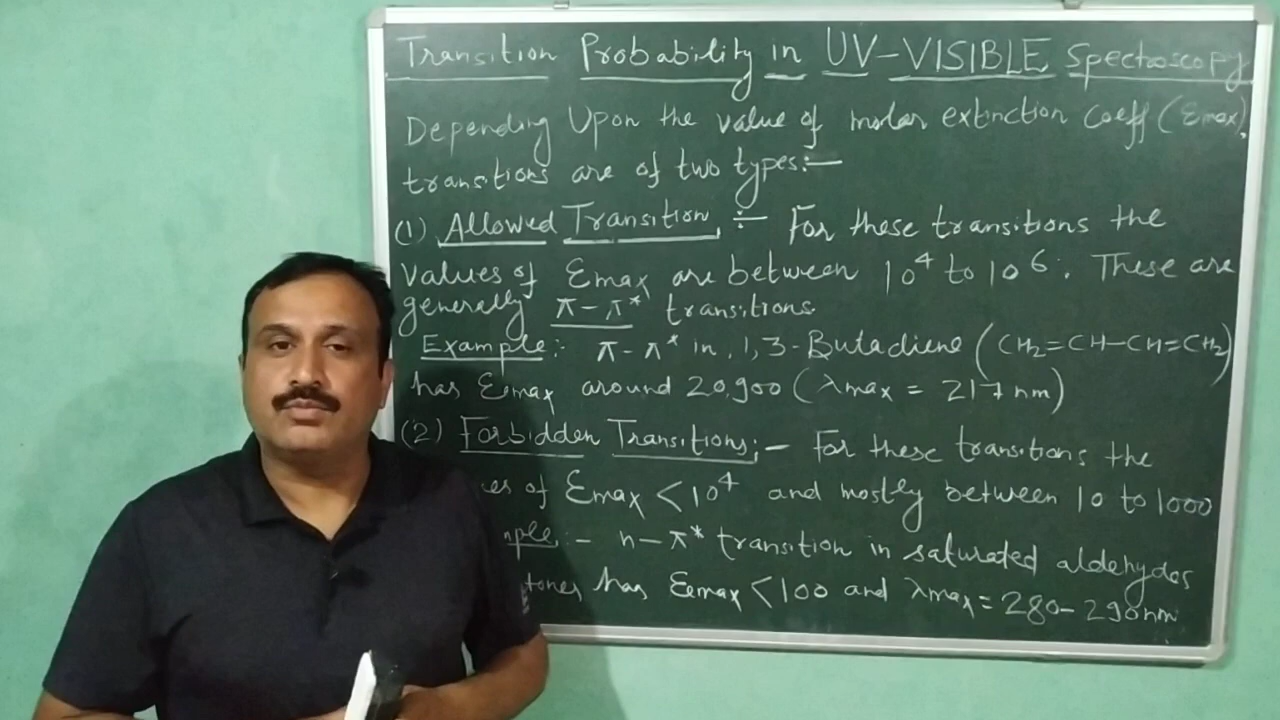 Transition Probability in UV-VISIBLE Spectroscopy
Depending Upon the value of molar extinction coeff (Emax),
transitions are of two types:-
(1) Allowed Transition :- For these transitions the
values of Emax are between 10⁴ to 10⁶. These are
generally π-π* transitions.
Example:- π-π* in 1,3-Butadiene (CH₂=CH-CH=CH₂)
has Emax around 20,900 (λmax = 217 nm)
(2) Forbidden Transitions:- For these transitions the
ues of Emax <10⁴ and mostly between 10 to 1000
mple:- n-π* transition in saturated aldehydes
tones has Emax <100 and λmax = 280-290nm